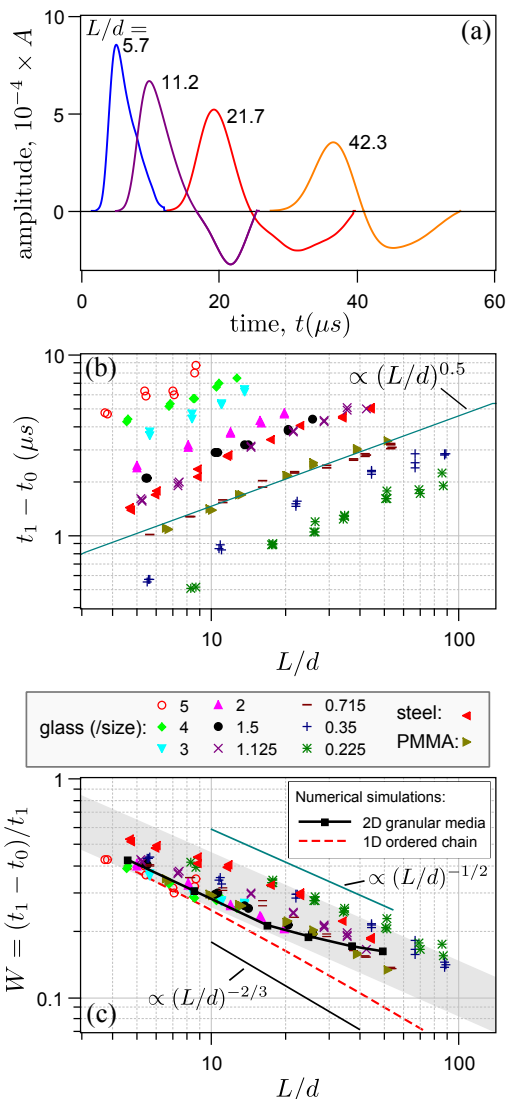 (a)
L/d =
5.7
11.2
21.7
42.3
amplitude, 10⁻⁴ × A
10
5
0
0 20 40 60
time, t(μs)
(b)
∝ (L/d)^0.5
t₁ − t₀ (μs)
10
1
10 100
L/d
glass (/size):
5 2 0.715
4 1.5 0.35
3 1.125 0.225
steel:
PMMA:
Numerical simulations:
2D granular media
1D ordered chain
∝ (L/d)^−1/2
∝ (L/d)^−2/3
W = (t₁ − t₀)/t₁
1
0.1
(c)
10 100
L/d